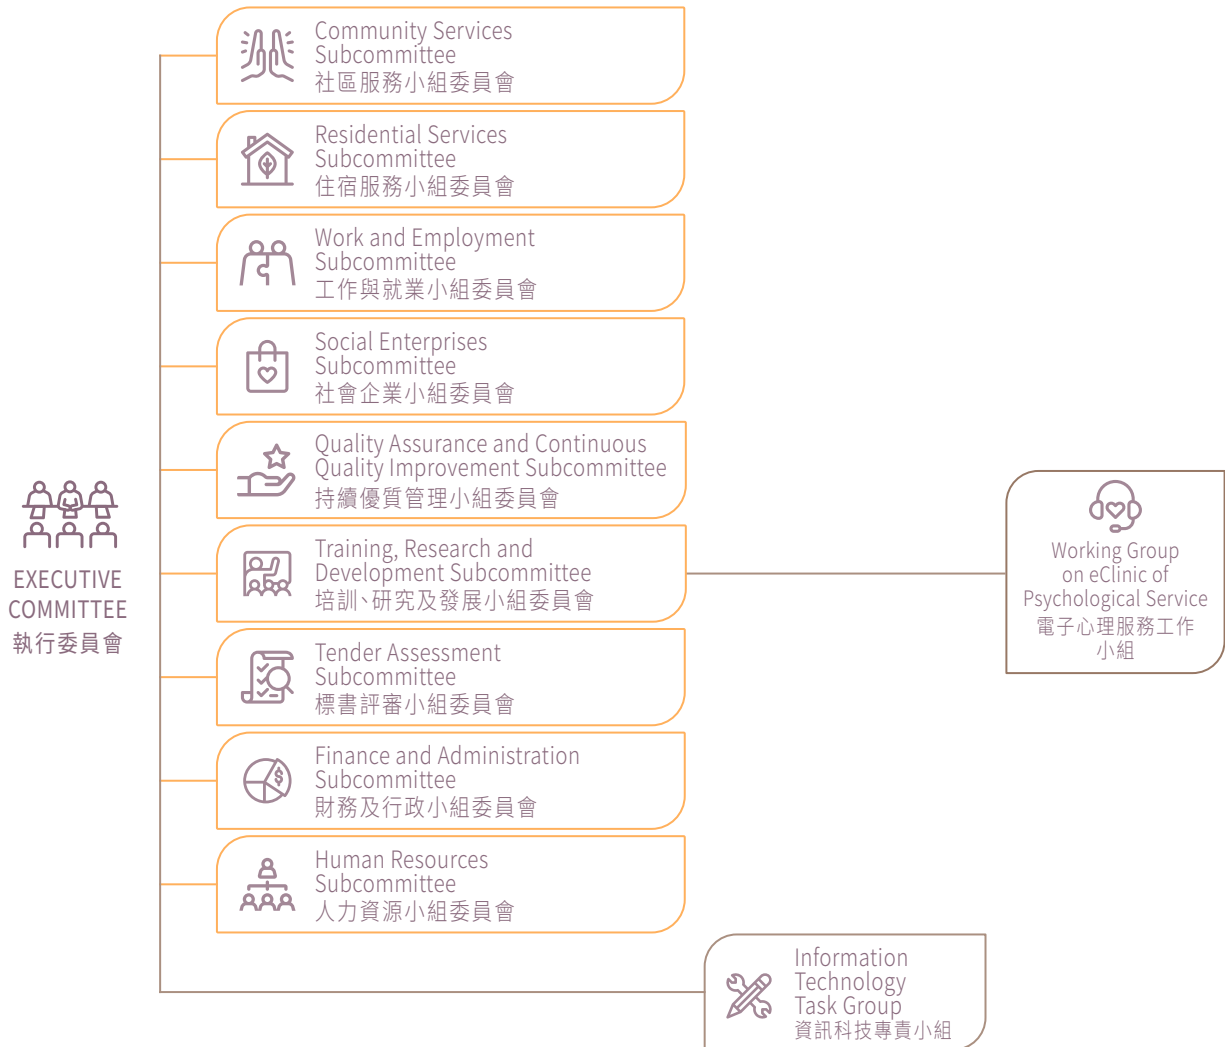 Community Services
Subcommittee
社區服務小組委員會
Residential Services
Subcommittee
住宿服務小組委員會
Work and Employment
Subcommittee
工作與就業小組委員會
Social Enterprises
Subcommittee
社會企業小組委員會
Quality Assurance and Continuous
Quality Improvement Subcommittee
持續優質管理小組委員會
EXECUTIVE
COMMITTEE
執行委員會
Training, Research and
Development Subcommittee
培訓、研究及發展小組委員會
Working Group
on eClinic of
Psychological Service
電子心理服務工作
小組
Tender Assessment
Subcommittee
標書評審小組委員會
$
Finance and Administration
Subcommittee
財務及行政小組委員會
Human Resources
Subcommittee
人力資源小組委員會
Information
Technology
Task Group
資訊科技專責小組